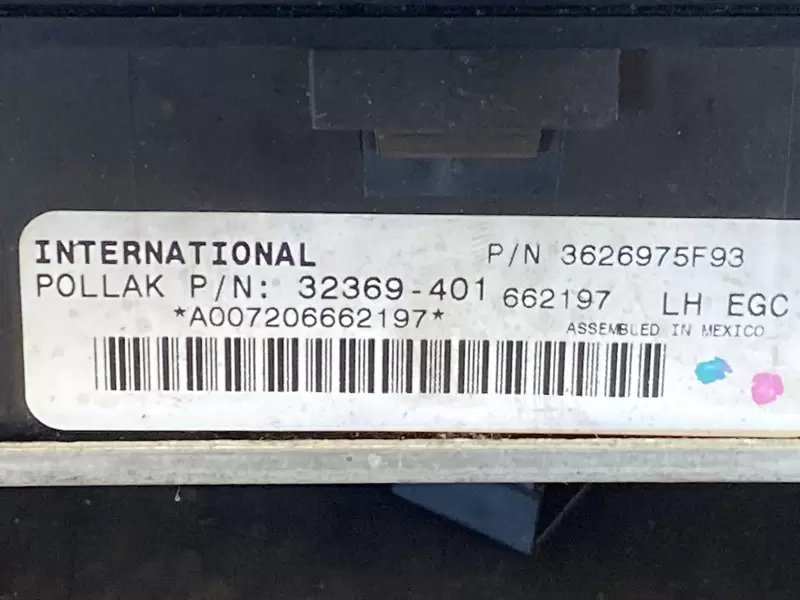 INTERNATIONAL P/N 3626975F93
POLLAK P/N: 32369-401 662197 LH EGC
*A007206662197* ASSEMBLED IN MEXICO